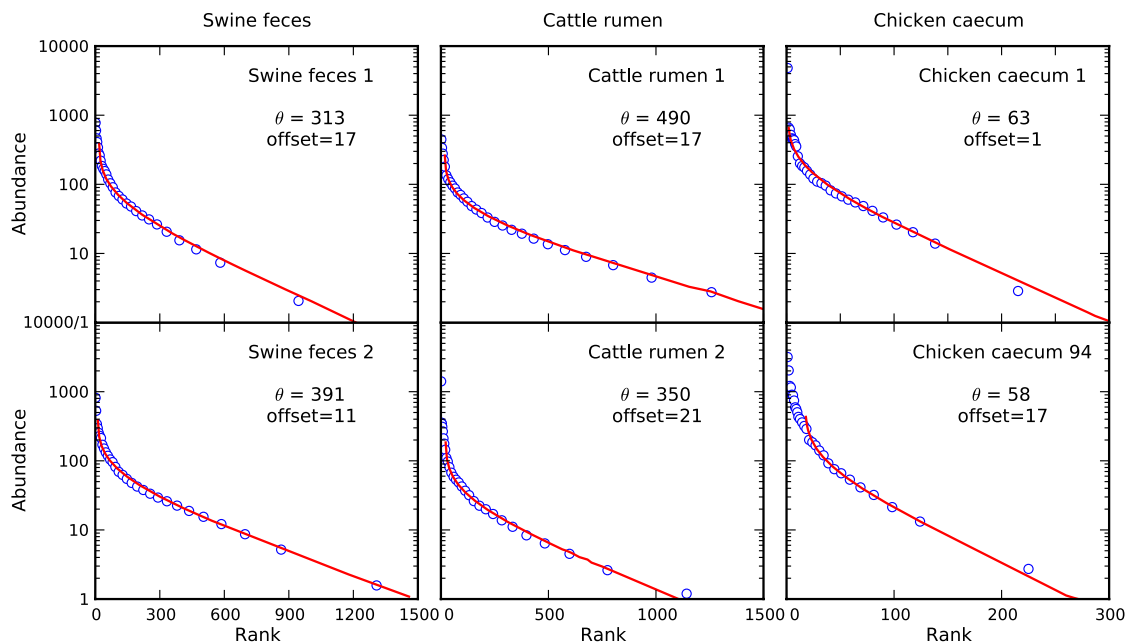 Swine feces
Cattle rumen
Chicken caecum
10000
1000
100
10
10000/1
Abundance
Swine feces 1
θ = 313
offset=17
Cattle rumen 1
θ = 490
offset=17
Chicken caecum 1
θ = 63
offset=1
1000
100
10
1
Abundance
Swine feces 2
θ = 391
offset=11
Cattle rumen 2
θ = 350
offset=21
Chicken caecum 94
θ = 58
offset=17
0 300 600 900 1200 1500
0 500 1000 1500
0 100 200 300
Rank
Rank
Rank